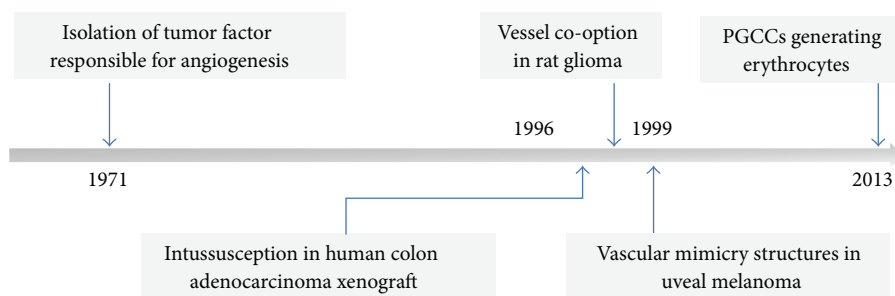 Isolation of tumor factor
responsible for angiogenesis
Vessel co-option
in rat glioma
PGCCs generating
erythrocytes
1996
1999
1971
2013
Intussusception in human colon
adenocarcinoma xenograft
Vascular mimicry structures in
uveal melanoma